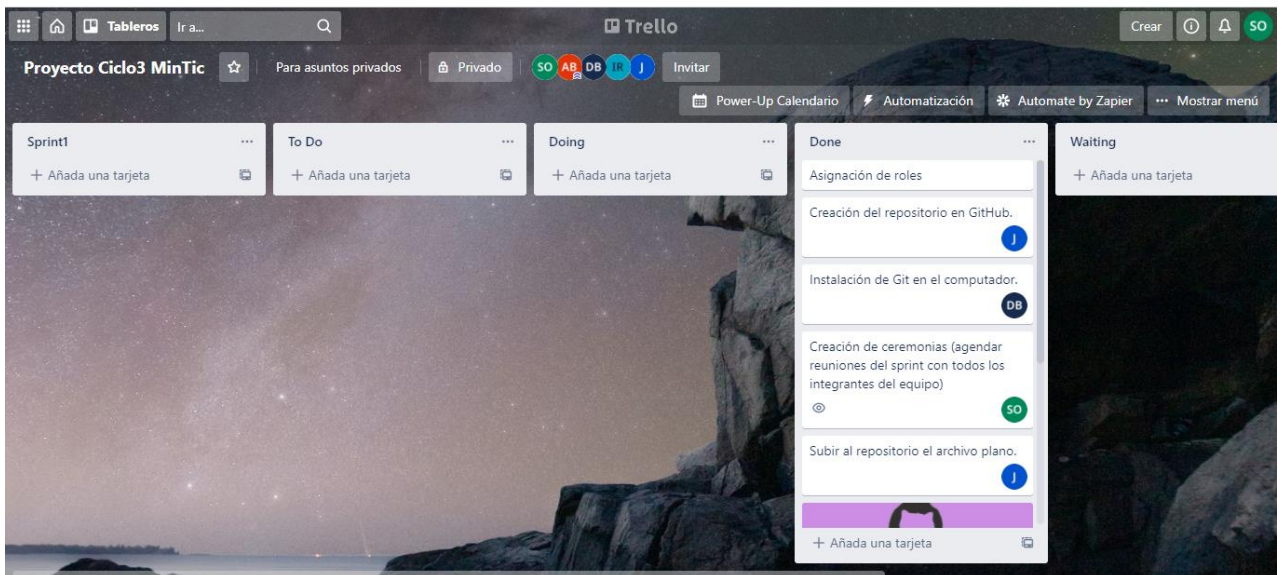 Tableros Ir a... Trello Crear SO
Proyecto Ciclo3 MinTic Para asuntos privados Privado SO AB DB IR J Invitar
Power-Up Calendario Automatización Automate by Zapier Mostrar menú
Sprint1
+ Añada una tarjeta
To Do
+ Añada una tarjeta
Doing
+ Añada una tarjeta
Done
Asignación de roles
Creación del repositorio en GitHub.
J
Instalación de Git en el computador.
DB
Creación de ceremonias (agendar
reuniones del sprint con todos los
integrantes del equipo)
SO
Subir al repositorio el archivo plano.
J
+ Añada una tarjeta
Waiting
+ Añada una tarjeta